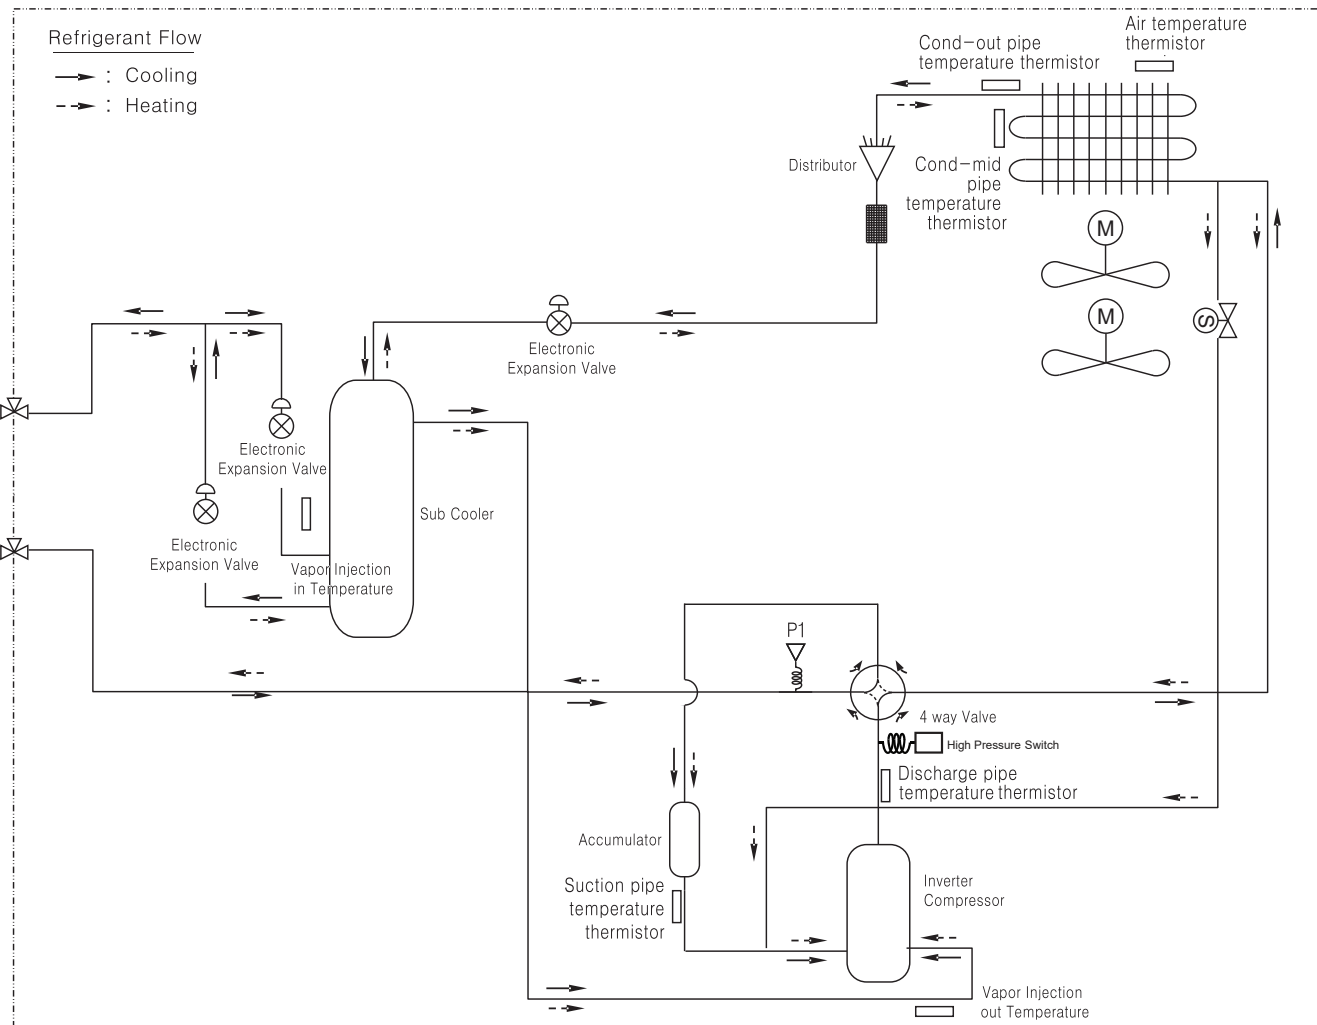 Refrigerant Flow
: Cooling
: Heating
Air temperature
thermistor
Cond-out pipe
temperature thermistor
Distributor
Cond-mid
pipe
temperature
thermistor
M
M
S
Electronic
Expansion Valve
Electronic
Expansion Valve
Sub Cooler
Electronic
Expansion Valve
Vapor Injection
in Temperature
P1
4 way Valve
High Pressure Switch
Discharge pipe
temperature thermistor
Accumulator
Suction pipe
temperature
thermistor
Inverter
Compressor
Vapor Injection
out Temperature